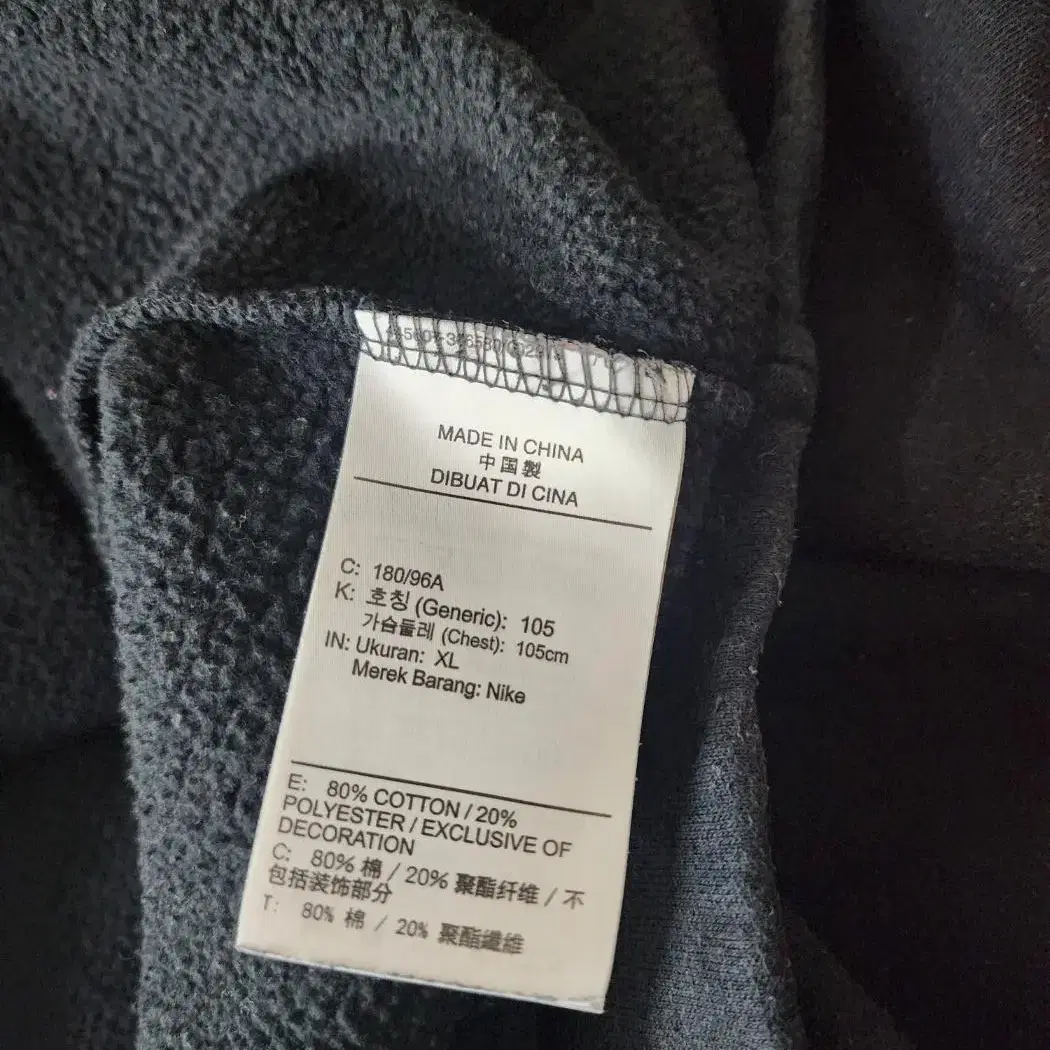 MADE IN CHINA
中国製
DIBUAT DI CINA
C: 180/96A
K: 호칭 (Generic): 105
가슴둘레 (Chest): 105cm
IN: Ukuran: XL
Merek Barang: Nike
E: 80% COTTON / 20%
POLYESTER / EXCLUSIVE OF
DECORATION
C: 80% 棉 / 20% 聚酯纤维 / 不
包括装饰部分
T: 80% 棉 / 20% 聚酯纖維